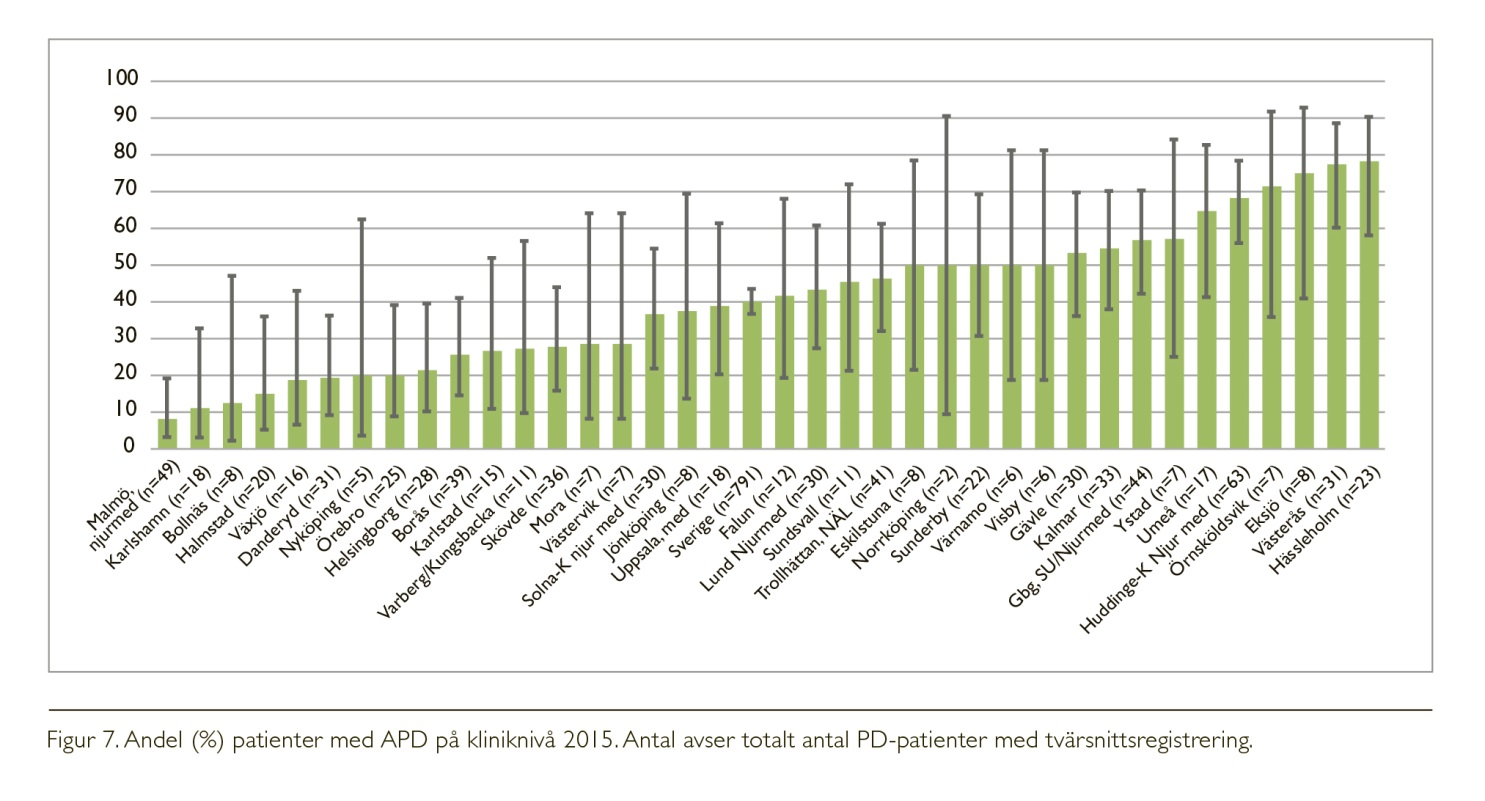 100
90
80
70
60
50
40
30
20
10
0
Malmö,
njurmed (n=49)
Karlshamn (n=18)
Bollnäs (n=8)
Halmstad (n=20)
Växjö (n=16)
Danderyd (n=31)
Nyköping (n=5)
Örebro (n=25)
Helsingborg (n=28)
Borås (n=39)
Karlstad (n=15)
Varberg/Kungsbacka (n=11)
Skövde (n=36)
Mora (n=7)
Västervik (n=7)
Solna-K njur med (n=30)
Jönköping (n=8)
Uppsala, med (n=18)
Sverige (n=791)
Falun (n=12)
Lund Njurmed (n=30)
Sundsvall (n=11)
Trollhättan, NÄL (n=41)
Eskilstuna (n=8)
Norrköping (n=2)
Sunderby (n=22)
Värnamo (n=6)
Visby (n=6)
Gävle (n=30)
Kalmar (n=33)
Gbg, SU/Njurmed (n=44)
Ystad (n=7)
Umeå (n=17)
Huddinge-K Njur med (n=63)
Örnsköldsvik (n=7)
Eksjö (n=8)
Västerås (n=31)
Hässleholm (n=23)
Figur 7. Andel (%) patienter med APD på kliniknivå 2015. Antal avser totalt antal PD-patienter med tvärsnittsregistrering.